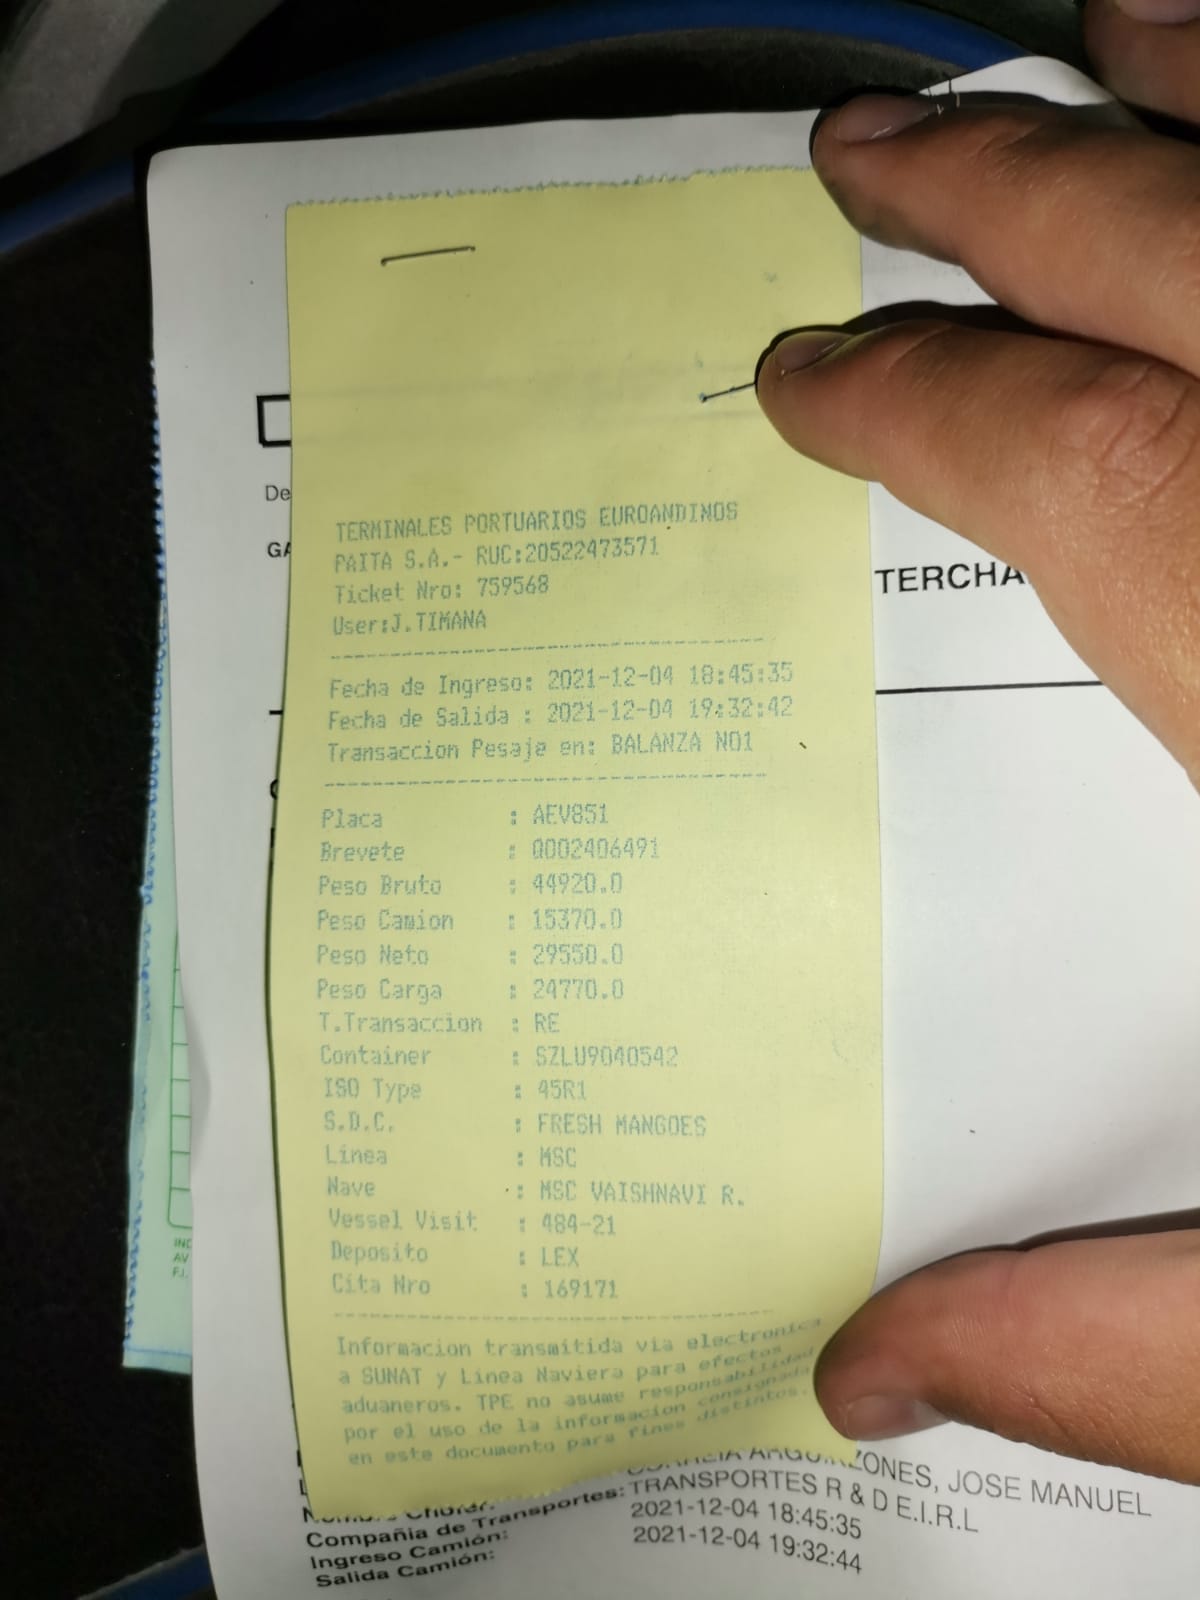 De
GA
TERCHA
TERMINALES PORTUARIOS EUROANDINOS
PAITA S.A.- RUC:20522473571
Ticket Nro: 759568
User:J.TIMANA
Fecha de Ingreso: 2021-12-04 18:45:35
Fecha de Salida : 2021-12-04 19:32:42
Transaccion Pesaje en: BALANZA NO1
Placa : AEV851
Brevete : Q002406491
Peso Bruto : 44920.0
Peso Camion : 15370.0
Peso Neto : 29550.0
Peso Carga : 24770.0
T.Transaccion : RE
Container : SZLU9040542
ISO Type : 45R1
S.D.C. : FRESH MANGOES
Linea : MSC
Nave : MSC VAISHNAVI R.
Vessel Visit : 484-21
Deposito : LEX
Cita Nro : 169171
Informacion transmitida via electronica
a SUNAT y Linea Naviera para efectos
aduaneros. TPE no asume responsabilidad
por el uso de la informacion consignada
en este documento para fines distintos.
IND
AV
F.I.
JOSE MANUEL
Compañia de Transportes: TRANSPORTES R & D E.I.R.L
Ingreso Camión: 2021-12-04 18:45:35
Salida Camión: 2021-12-04 19:32:44